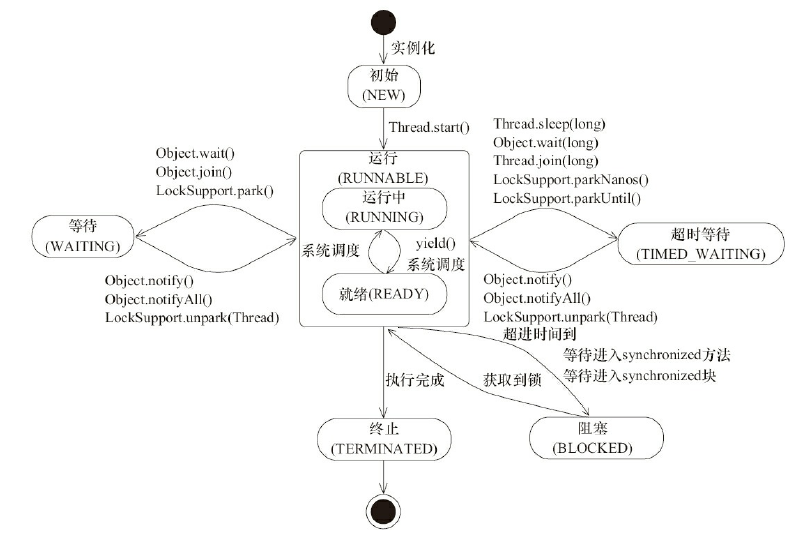 实例化
初始
(NEW)
Thread.start()
Object.wait()
Object.join()
LockSupport.park()
运行
(RUNNABLE)
Thread.sleep(long)
Object.wait(long)
Thread.join(long)
LockSupport.parkNanos()
LockSupport.parkUntil()
运行中
(RUNNING)
等待
(WAITING)
系统调度
yield()
系统调度
超时等待
(TIMED_WAITING)
就绪(READY)
Object.notify()
Object.notifyAll()
LockSupport.unpark(Thread)
Object.notify()
Object.notifyAll()
LockSupport.unpark(Thread)
超进时间到
等待进入synchronized方法
等待进入synchronized块
执行完成
获取到锁
终止
(TERMINATED)
阻塞
(BLOCKED)